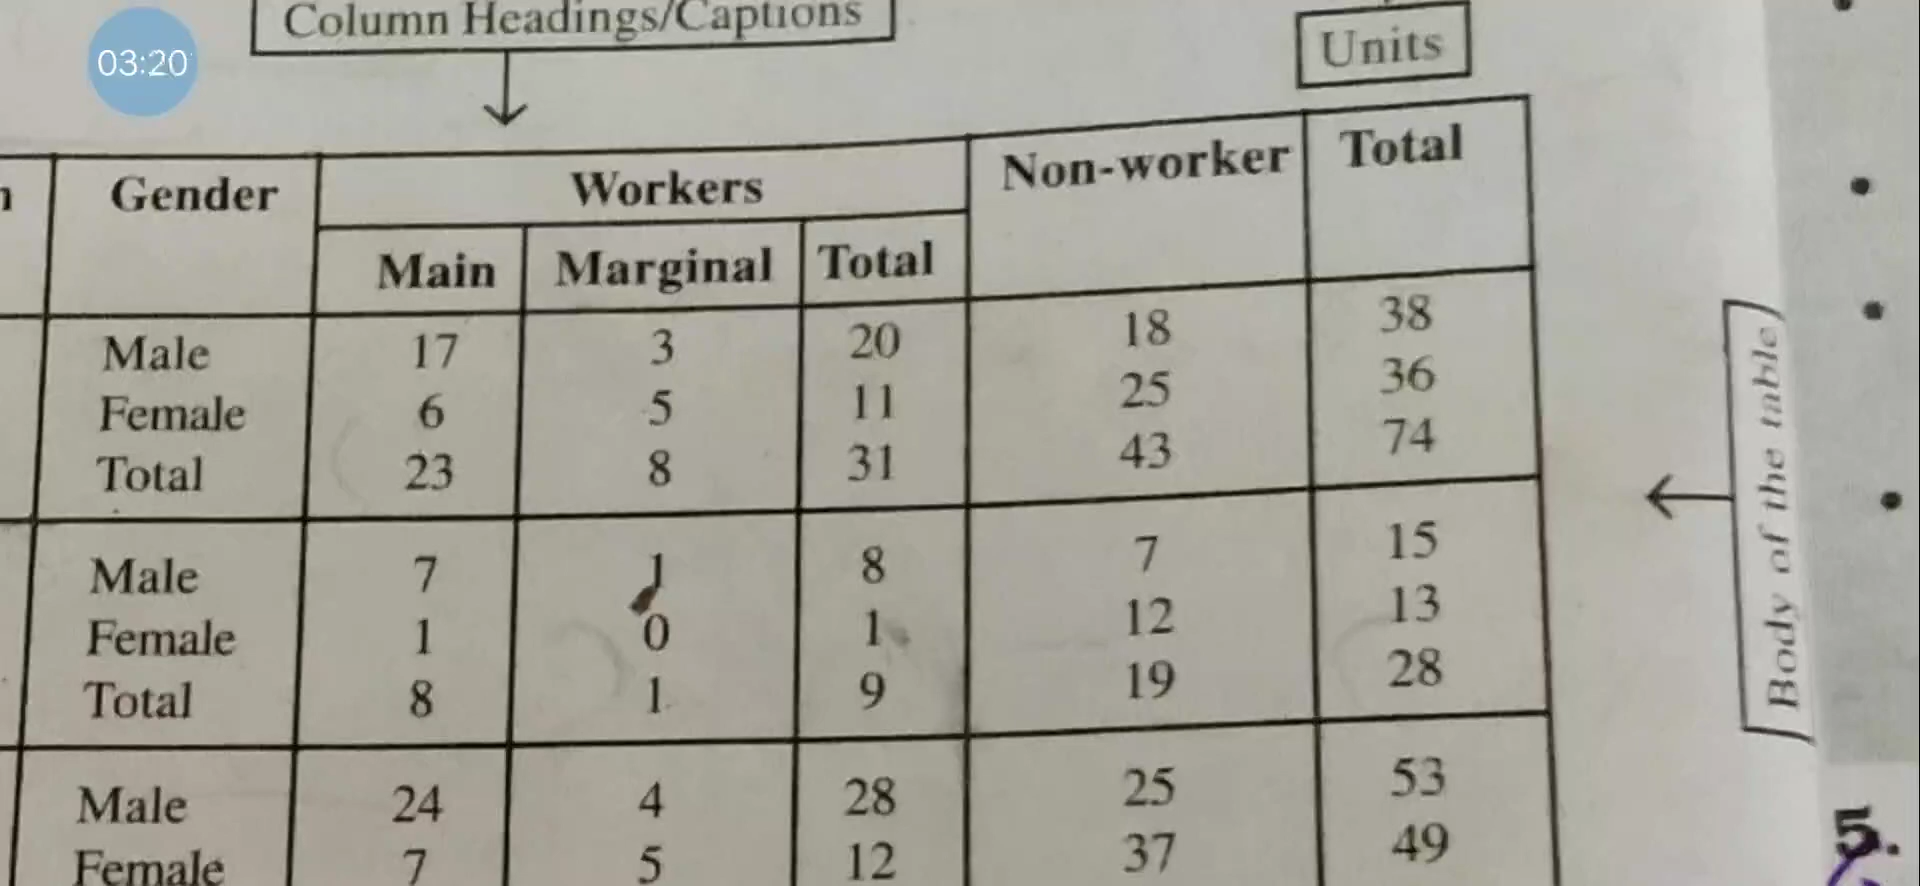 Column Headings/Captions
03:20
Units
Gender Workers Non-worker Total
Main Marginal Total
Male 17 3 20 18 38
Female 6 5 11 25 36
Total 23 8 31 43 74
Male 7 1 8 7 15
Female 1 0 1 12 13
Total 8 1 9 19 28
Male 24 4 28 25 53
Female 7 5 12 37 49
Body of the table
5.